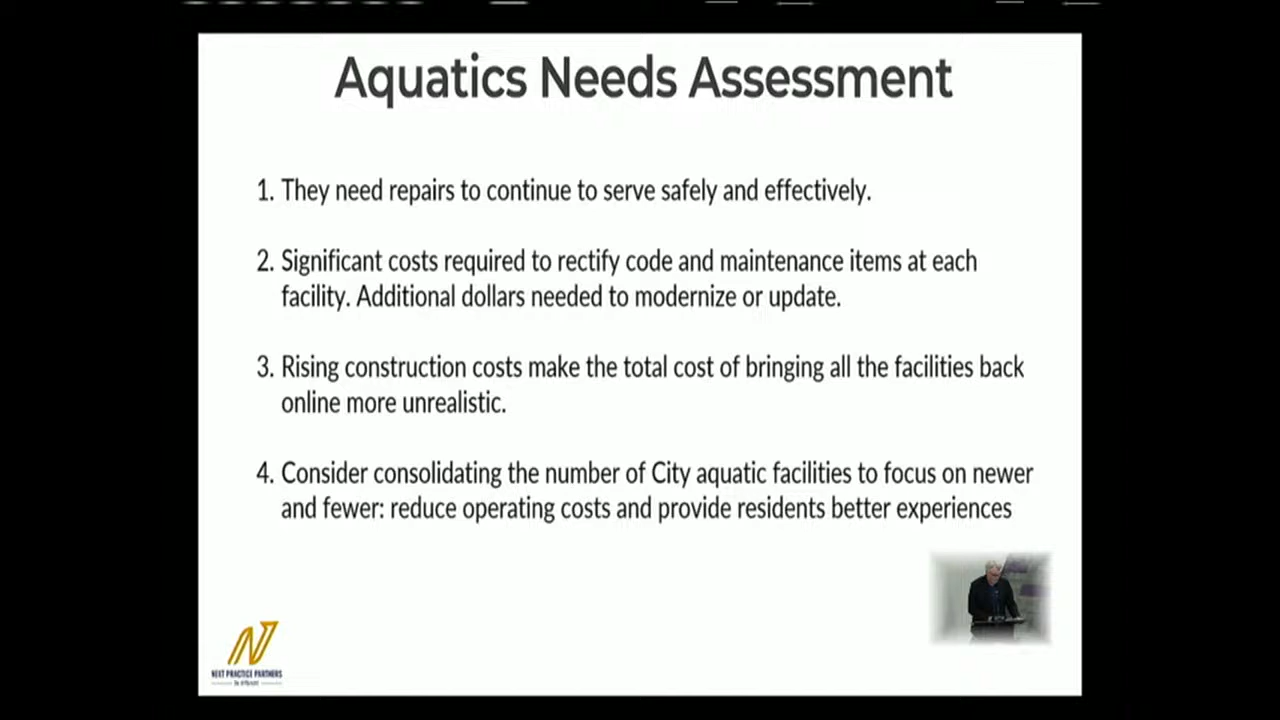 Aquatics Needs Assessment
1. They need repairs to continue to serve safely and effectively.
2. Significant costs required to rectify code and maintenance items at each
facility. Additional dollars needed to modernize or update.
3. Rising construction costs make the total cost of bringing all the facilities back
online more unrealistic.
4. Consider consolidating the number of City aquatic facilities to focus on newer
and fewer: reduce operating costs and provide residents better experiences
NEXT PRACTICE PARTNERS